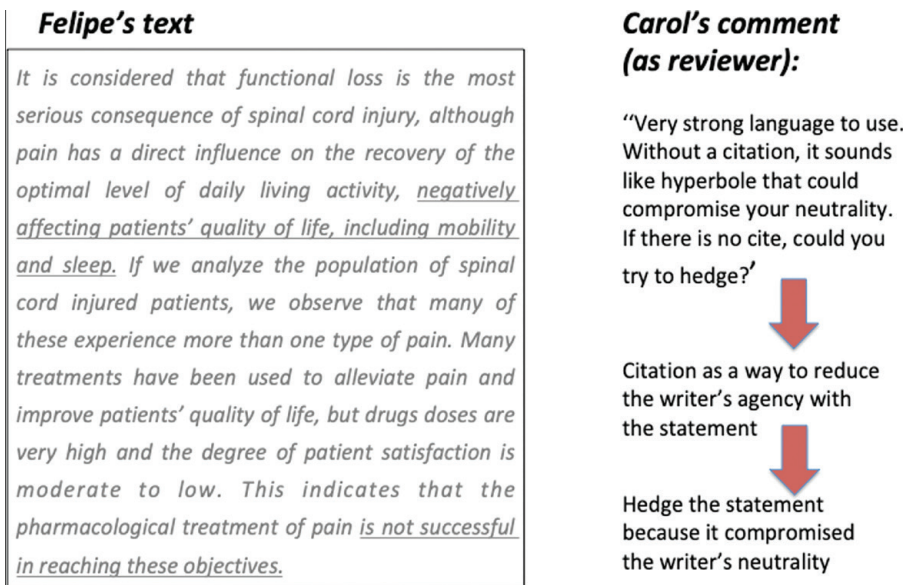 Felipe's text
It is considered that functional loss is the most
serious consequence of spinal cord injury, although
pain has a direct influence on the recovery of the
optimal level of daily living activity, negatively
affecting patients' quality of life, including mobility
and sleep. If we analyze the population of spinal
cord injured patients, we observe that many of
these experience more than one type of pain. Many
treatments have been used to alleviate pain and
improve patients' quality of life, but drugs doses are
very high and the degree of patient satisfaction is
moderate to low. This indicates that the
pharmacological treatment of pain is not successful
in reaching these objectives.
Carol's comment
(as reviewer):
‘‘Very strong language to use.
Without a citation, it sounds
like hyperbole that could
compromise your neutrality.
If there is no cite, could you
try to hedge?’
Citation as a way to reduce
the writer's agency with
the statement
Hedge the statement
because it compromised
the writer's neutrality